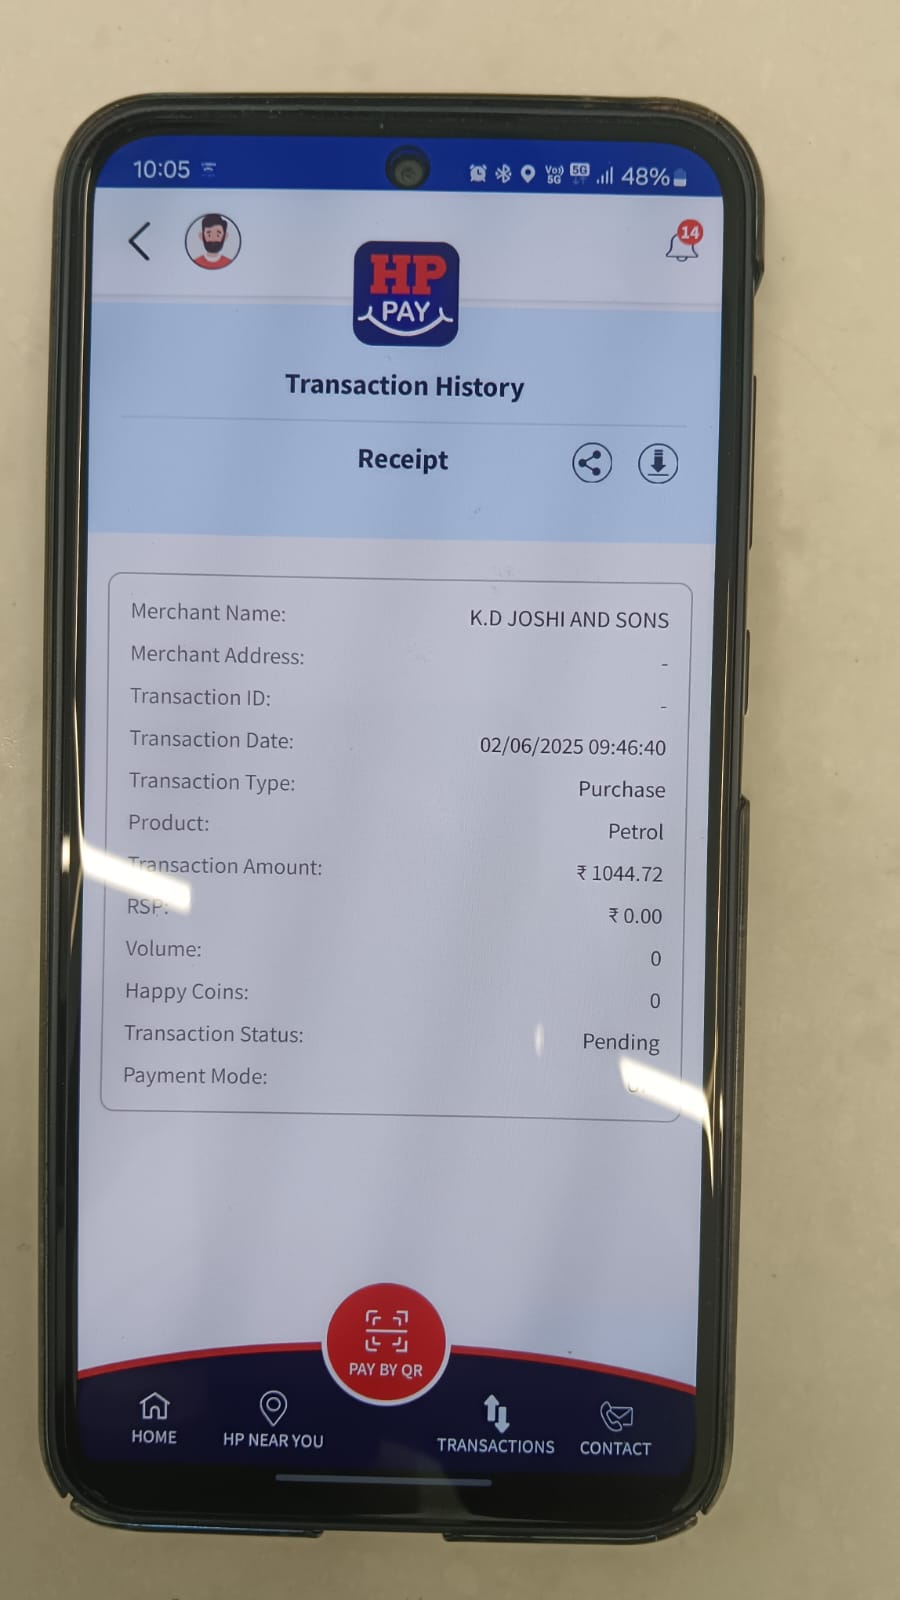 10:05
Vo)) 5G 5G 48%
14
HP
PAY
Transaction History
Receipt
Merchant Name: K.D JOSHI AND SONS
Merchant Address: -
Transaction ID: -
Transaction Date: 02/06/2025 09:46:40
Transaction Type: Purchase
Product: Petrol
Transaction Amount: ₹ 1044.72
RSP: ₹ 0.00
Volume: 0
Happy Coins: 0
Transaction Status: Pending
Payment Mode:
PAY BY QR
HOME
HP NEAR YOU
TRANSACTIONS
CONTACT